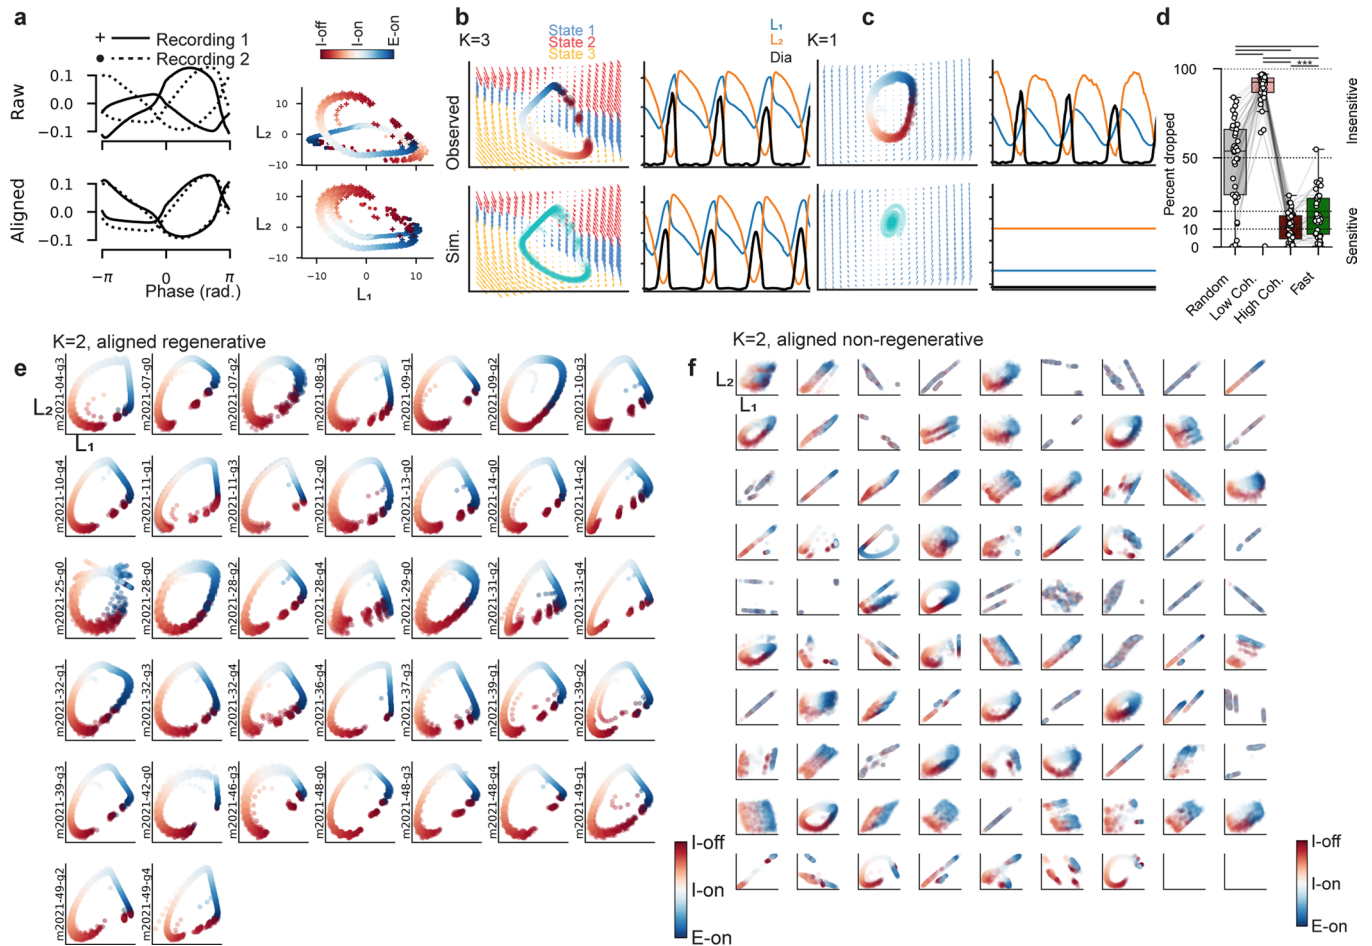 a
Recording 1
Recording 2
Raw
0.1
0.0
−0.1
Aligned
0.1
0.0
−0.1
−π
0
π
Phase (rad.)
I-off
I-on
E-on
L₂
10
0
−10
L₂
10
0
−10
−10
0
10
L₁
b
K=3
State 1
State 2
State 3
L₁
L₂
Dia
Observed
Sim.
c
K=1
d
***
Percent dropped
100
50
20
10
0
Insensitive
Sensitive
Random
Low Coh.
High Coh.
Fast
e
K=2, aligned regenerative
L₂
L₁
m2021-04-g3
m2021-07-g0
m2021-07-g2
m2021-08-g3
m2021-09-g1
m2021-09-g2
m2021-10-g3
m2021-10-g4
m2021-11-g1
m2021-11-g3
m2021-12-g0
m2021-13-g0
m2021-14-g0
m2021-14-g2
m2021-25-g0
m2021-28-g0
m2021-28-g2
m2021-28-g4
m2021-29-g0
m2021-31-g2
m2021-31-g4
m2021-32-g1
m2021-32-g3
m2021-32-g4
m2021-36-g4
m2021-37-g3
m2021-39-g1
m2021-39-g2
m2021-39-g3
m2021-42-g0
m2021-46-g3
m2021-48-g0
m2021-48-g3
m2021-48-g4
m2021-49-g1
m2021-49-g2
m2021-49-g4
I-off
I-on
E-on
f
K=2, aligned non-regenerative
L₂
L₁
I-off
I-on
E-on